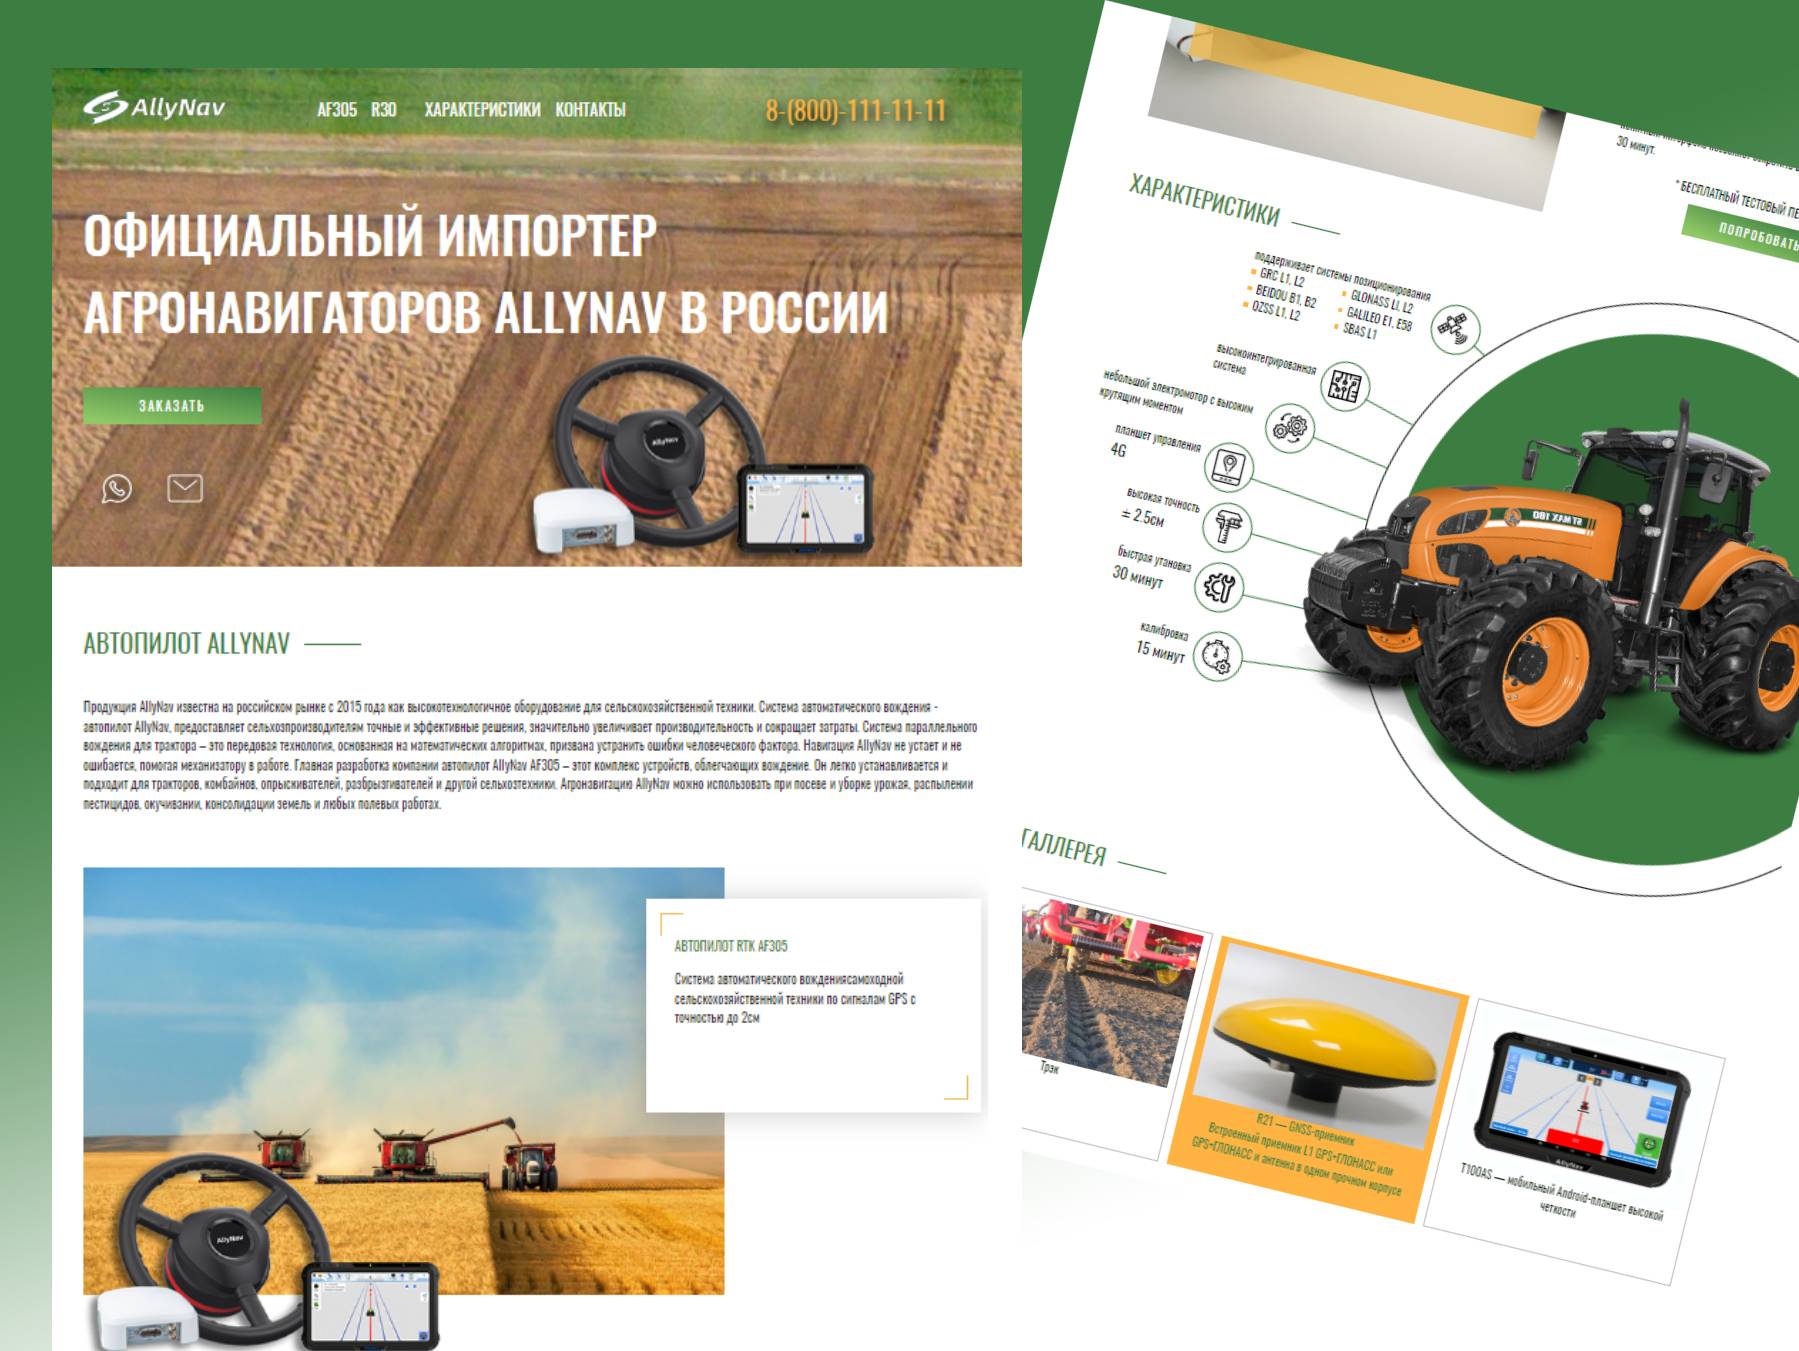 AllyNav
AF305 R30 ХАРАКТЕРИСТИКИ КОНТАКТЫ
8-(800)-111-11-11
ОФИЦИАЛЬНЫЙ ИМПОРТЕР
АГРОНАВИГАТОРОВ ALLYNAV В РОССИИ
ЗАКАЗАТЬ
AllyNav
АВТОПИЛОТ ALLYNAV
Продукция AllyNav известна на российском рынке с 2015 года как высокотехнологичное оборудование для сельскохозяйственной техники. Система автоматического вождения -
автопилот AllyNav, предоставляет сельхозпроизводителям точные и эффективные решения, значительно увеличивает производительность и сокращает затраты. Система параллельного
вождения для трактора – это передовая технология, основанная на математических алгоритмах, призвана устранить ошибки человеческого фактора. Навигация AllyNav не устает и не
ошибается, помогая механизатору в работе. Главная разработка компании автопилот AllyNav AF305 – этот комплекс устройств, облегчающих вождение. Он легко устанавливается и
подходит для тракторов, комбайнов, опрыскивателей, разбрызгивателей и другой сельхозтехники. Агронавигацию AllyNav можно использовать при посеве и уборке урожая, распылении
пестицидов, окучивании, консолидации земель и любых полевых работах.
АВТОПИЛОТ RTK AF305
Система автоматического вождениясамоходной
сельскохозяйственной техники по сигналам GPS с
точностью до 2см
AllyNav
30 минут.
* БЕСПЛАТНЫЙ ТЕСТОВЫЙ ПЕ
ПОПРОБОВАТЬ
ХАРАКТЕРИСТИКИ
поддерживает системы позиционирования
GRC L1, L2
BEIDOU B1, B2
QZSS L1, L2
GLONASS LI, L2
GALILEO E1, E58
SBAS L1
высокоинтегрированная
система
небольшой электромотор с высоким
крутящим моментом
планшет управления
4G
высокая точность
± 2.5см
быстрая утановка
30 минут
калибровка
15 минут
ST MAX 180
ГАЛЛЕРЕЯ
Трэк
R21 — GNSS-приемник
Встроенный приемник L1 GPS+ГЛОНАСС или
GPS+ГЛОНАСС и антенна в одном прочном корпусе
AllyNav
T100AS — мобильный Android-планшет высокой
четкости